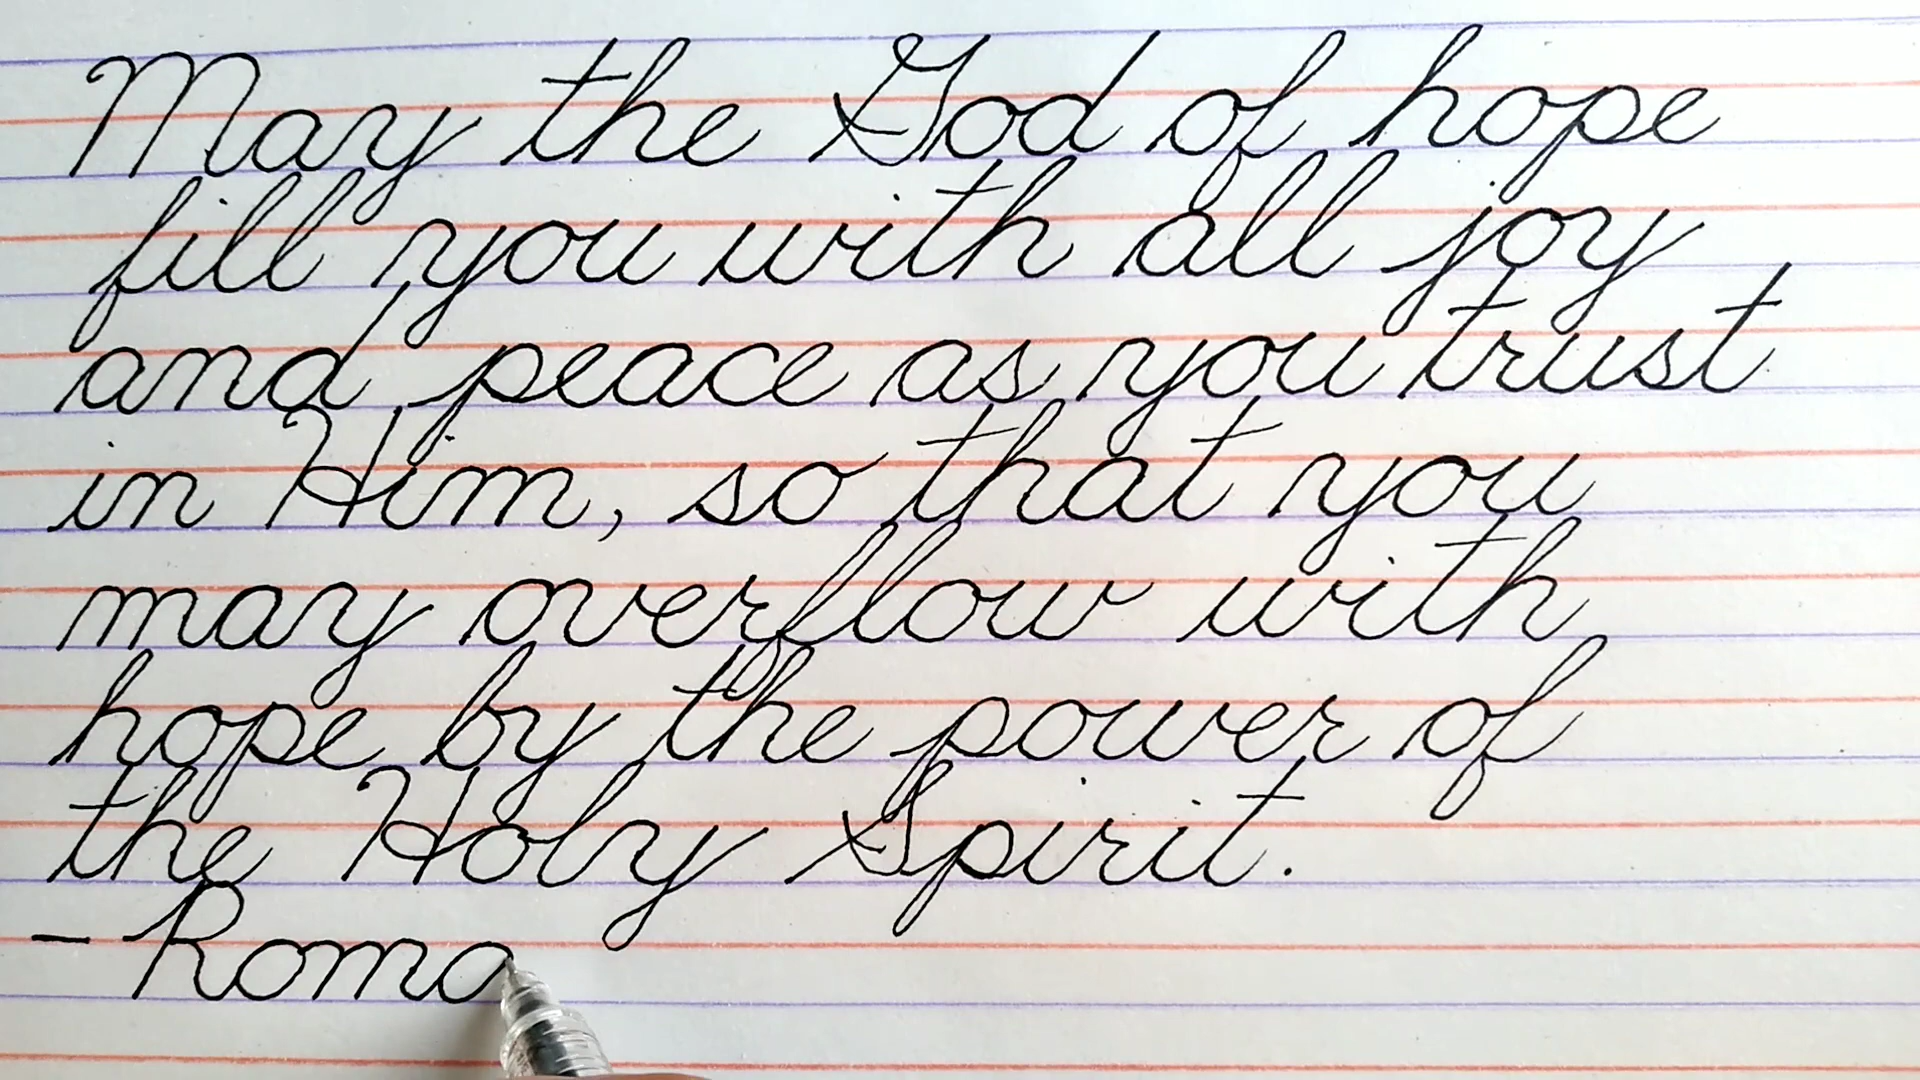 May the God of hope
fill you with all joy
and peace as you trust
in Him, so that you
may overflow with
hope by the power of
the Holy Spirit.
- Roma